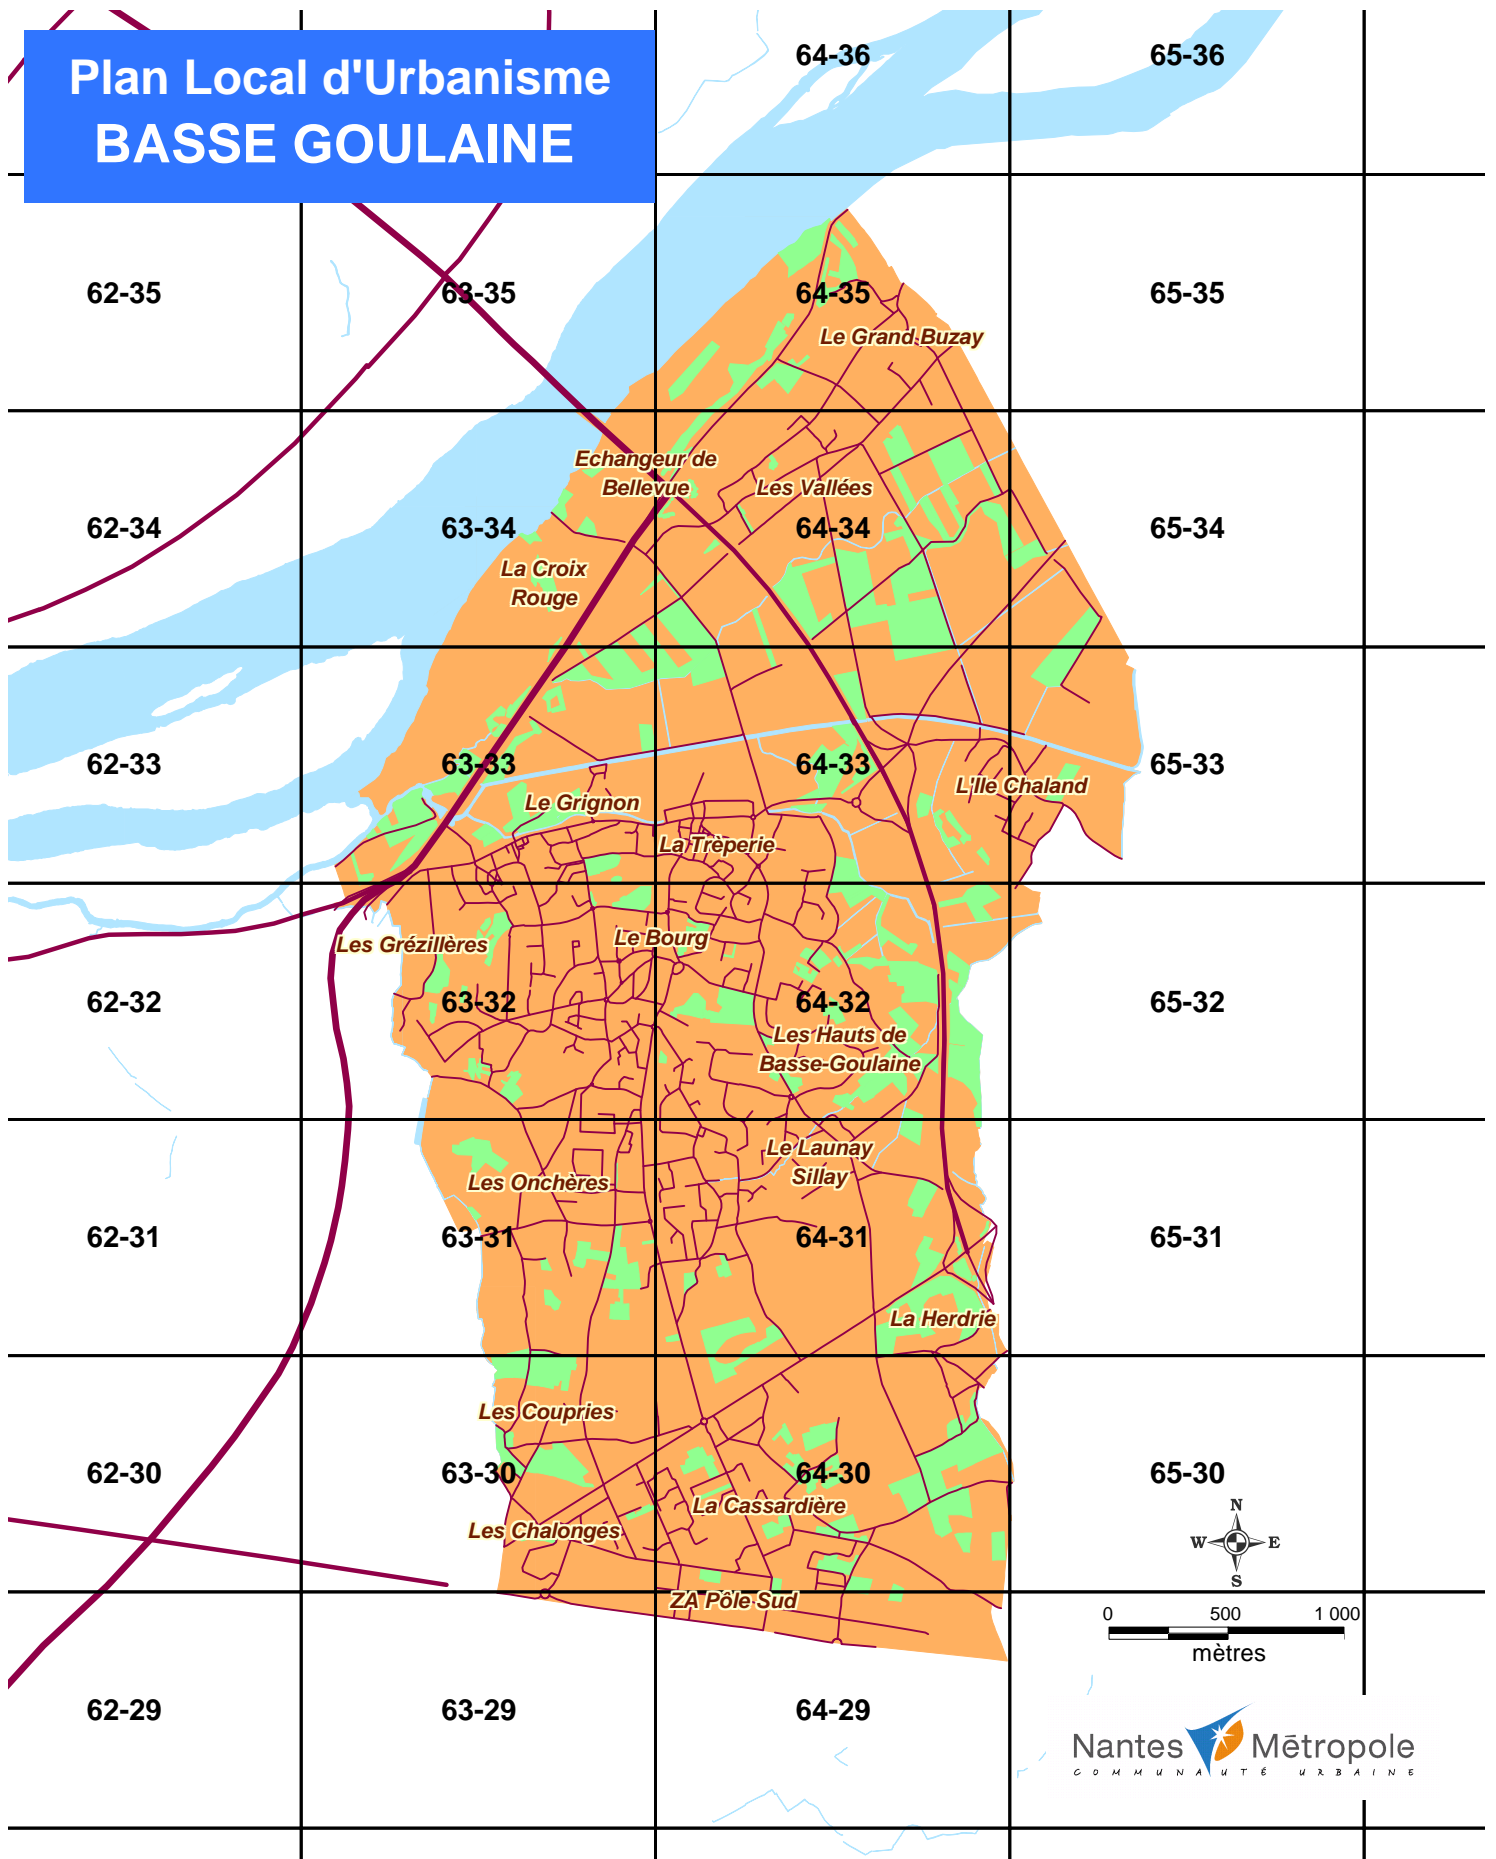 Plan Local d'Urbanisme
BASSE GOULAINE
64-36
65-36
62-35
63-35
64-35
65-35
Le Grand Buzay
Echangeur de
Bellevue
Les Vallées
62-34
63-34
64-34
65-34
La Croix
Rouge
62-33
63-33
64-33
65-33
L'Ile Chaland
Le Grignon
La Trèperie
Les Grézillères
Le Bourg
62-32
63-32
64-32
65-32
Les Hauts de
Basse-Goulaine
Le Launay
Sillay
Les Onchères
62-31
63-31
64-31
65-31
La Herdrie
Les Coupries
62-30
63-30
64-30
65-30
La Cassardière
Les Chalonges
N
W
E
S
ZA Pôle Sud
0 500 1 000
mètres
62-29
63-29
64-29
Nantes Métropole
COMMUNAUTÉ URBAINE